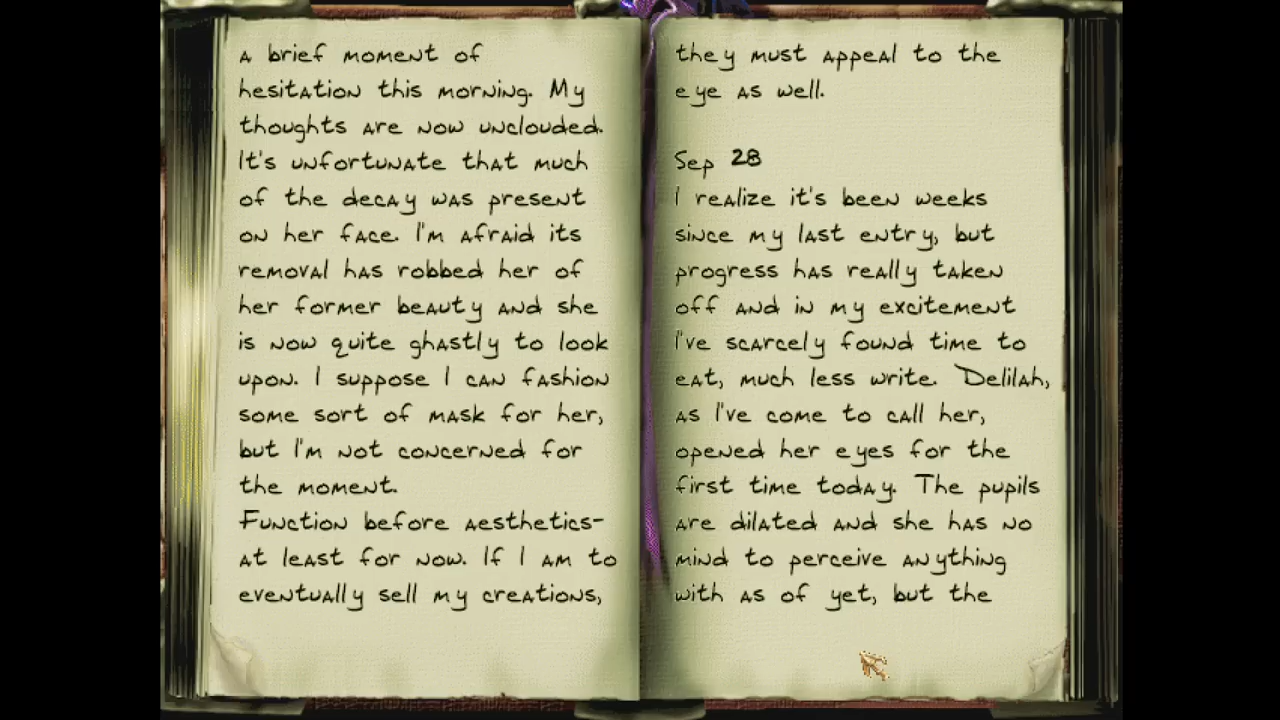 a brief moment of
hesitation this morning. My
thoughts are now unclouded.
It's unfortunate that much
of the decay was present
on her face. I'm afraid its
removal has robbed her of
her former beauty and she
is now quite ghastly to look
upon. I suppose I can fashion
some sort of mask for her,
but I'm not concerned for
the moment.
Function before aesthetics-
at least for now. If I am to
eventually sell my creations,
they must appeal to the
eye as well.
Sep 28
I realize it's been weeks
since my last entry, but
progress has really taken
off and in my excitement
I've scarcely found time to
eat, much less write. Delilah,
as I've come to call her,
opened her eyes for the
first time today. The pupils
are dilated and she has no
mind to perceive anything
with as of yet, but the